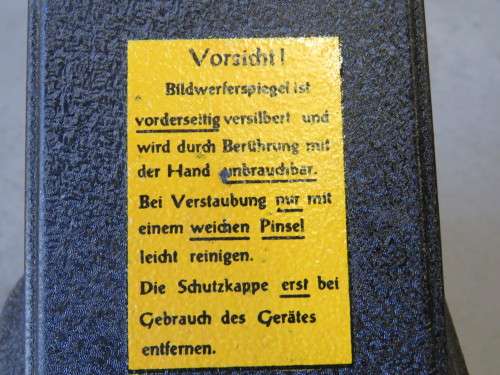 Vorsicht!
Bildwerferspiegel ist
vorderseitig versilbert und
wird durch Berührung mit
der Hand unbrauchbar.
Bei Verstaubung nur mit
einem weichen Pinsel
leicht reinigen.
Die Schutzkappe erst bei
Gebrauch des Gerätes
entfernen.